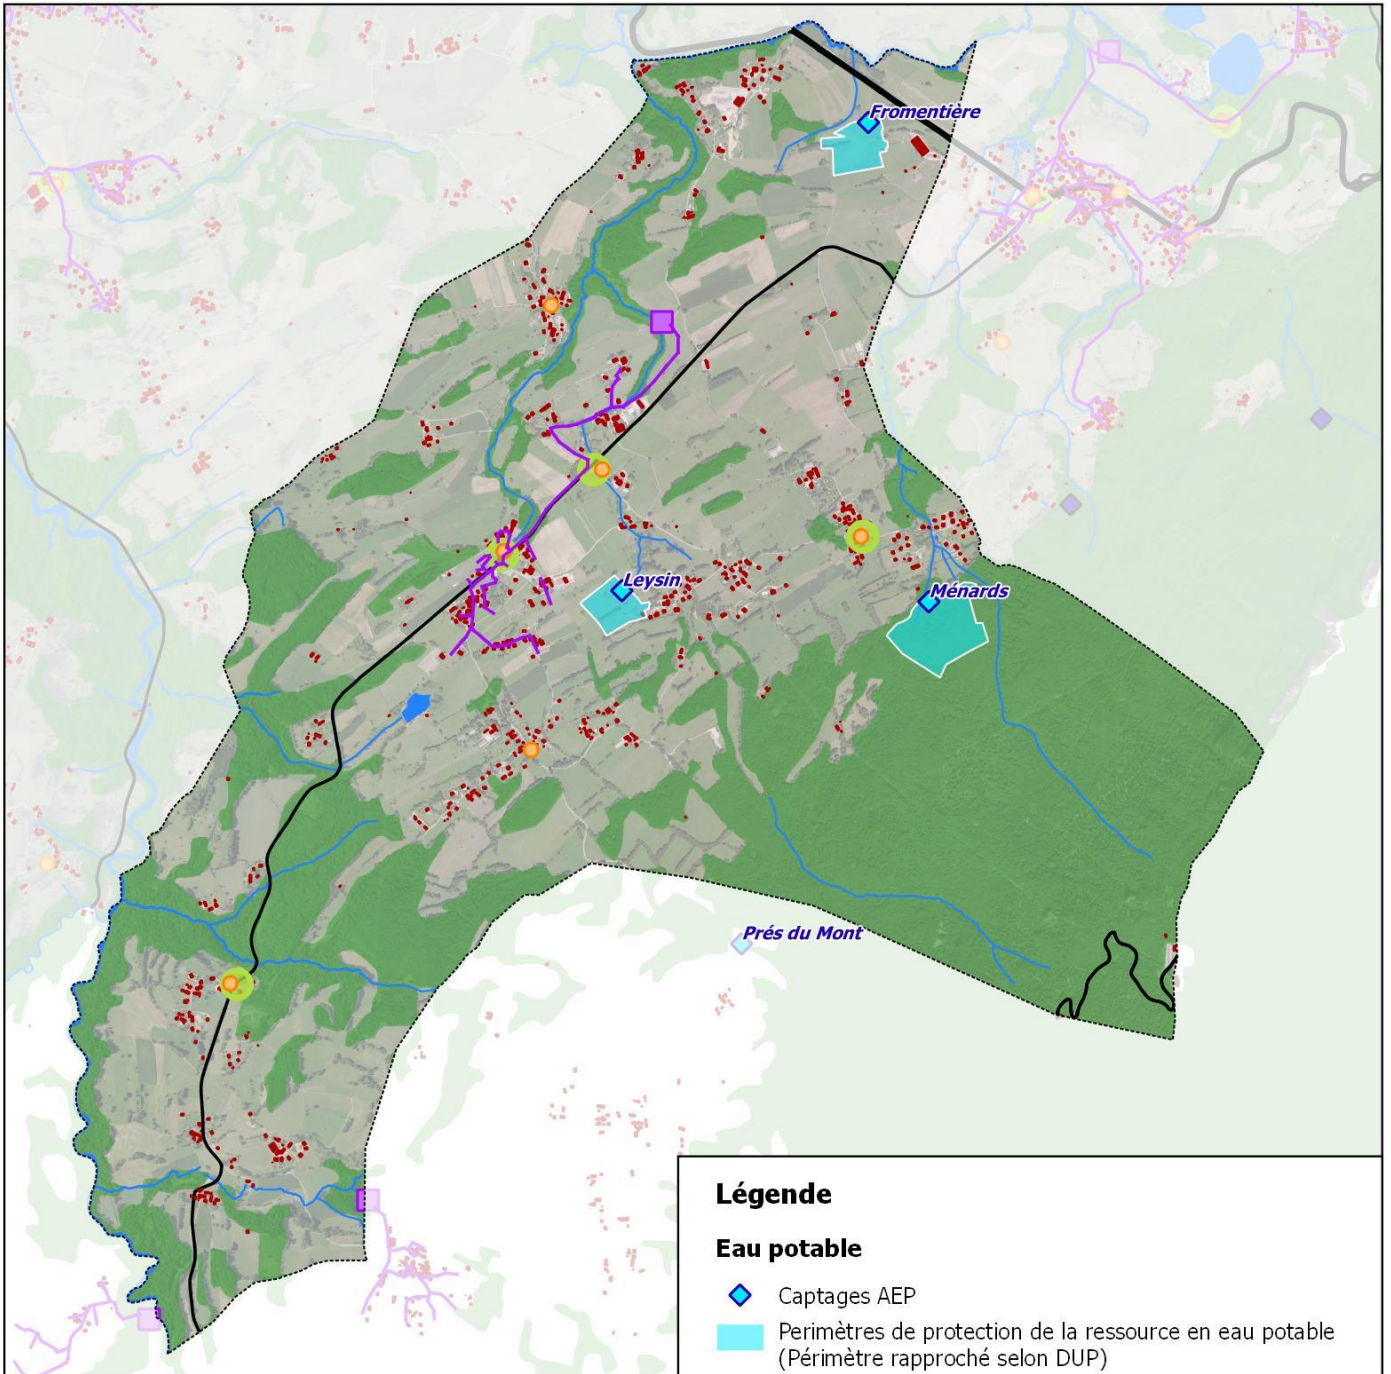 Fromentière
Leysin
Ménards
Prés du Mont
Légende
Eau potable
Captages AEP
Perimètres de protection de la ressource en eau potable
(Périmètre rapproché selon DUP)